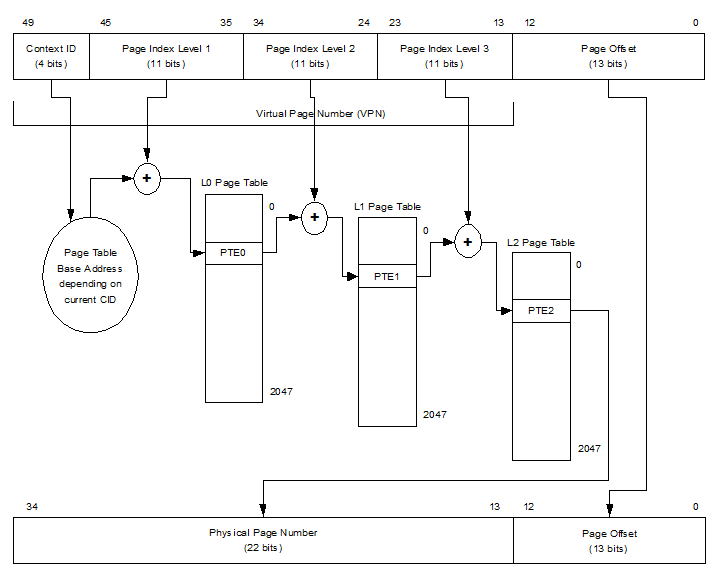 49 45 35 34 24 23 13 12 0
Context ID Page Index Level 1 Page Index Level 2 Page Index Level 3 Page Offset
(4 bits) (11 bits) (11 bits) (11 bits) (13 bits)
Virtual Page Number (VPN)
+
L0 Page Table
0
L1 Page Table
+
0
+
L2 Page Table
Page Table
Base Address
depending on
current CID
PTE0
0
PTE1
PTE2
2047
2047
2047
34 13 12 0
Physical Page Number Page Offset
(22 bits) (13 bits)